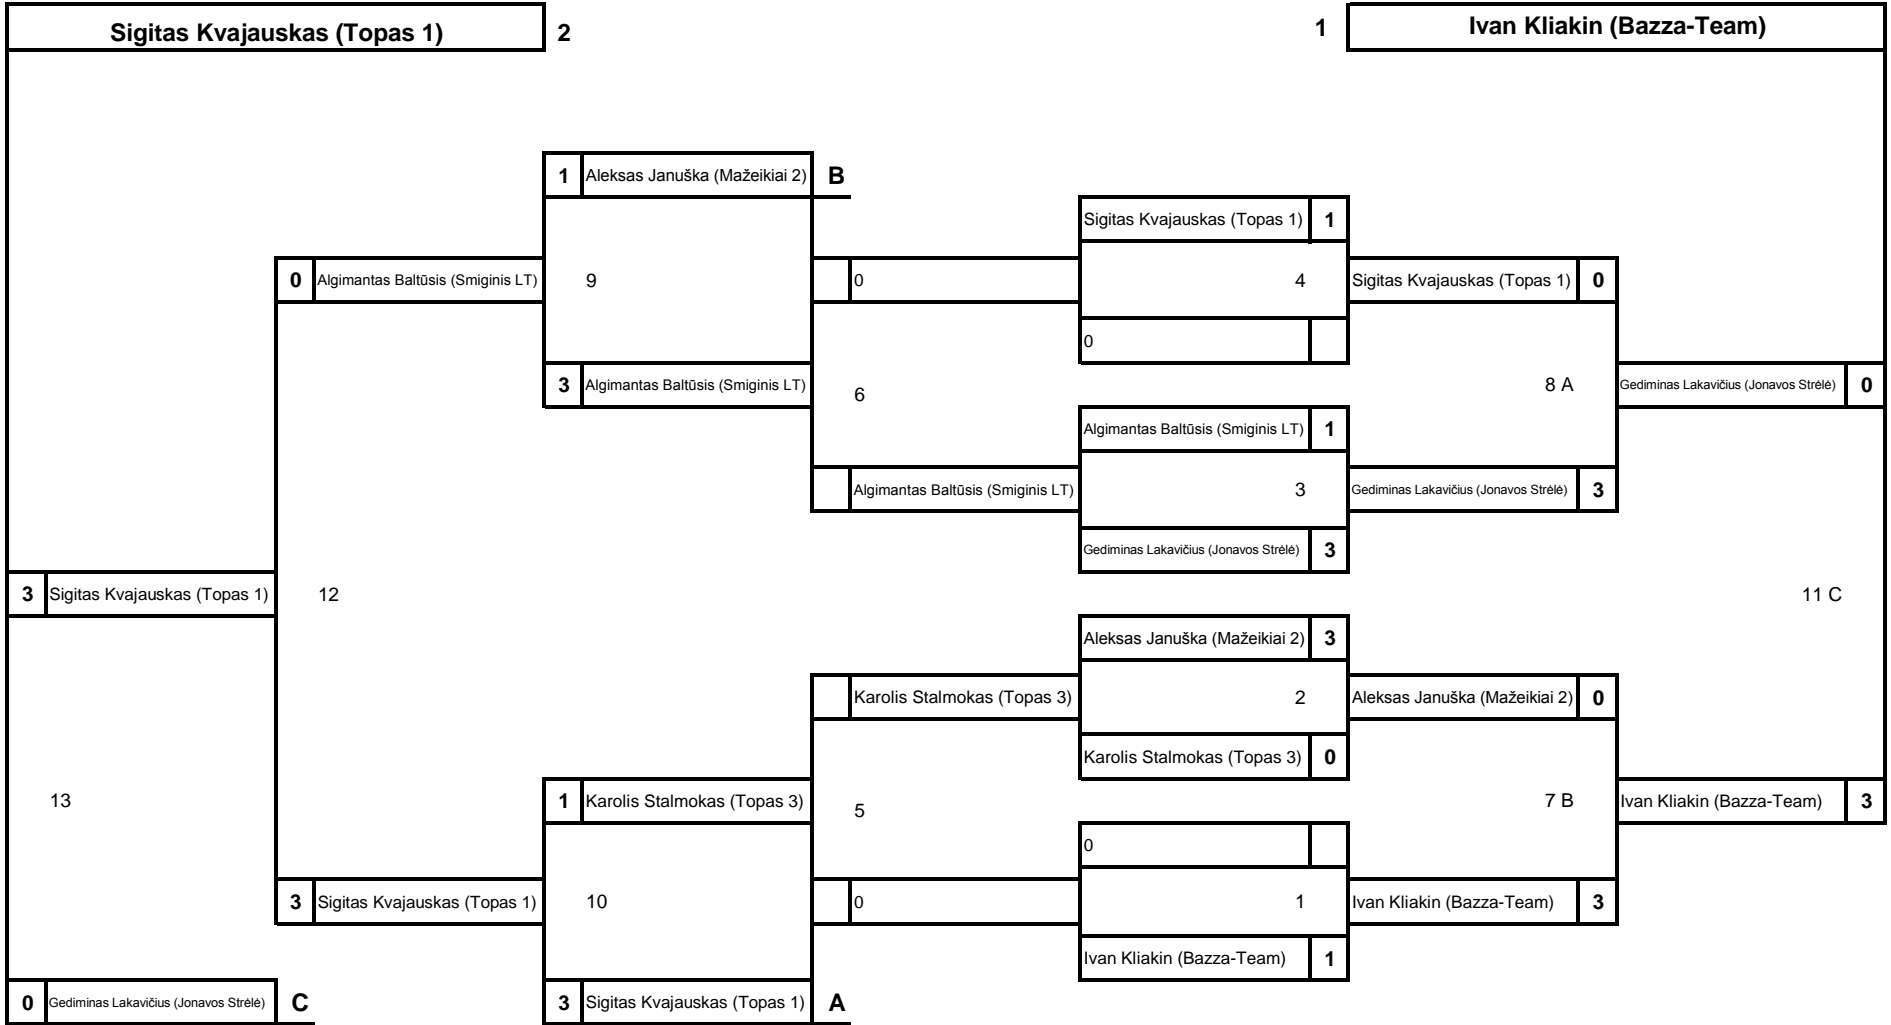 Sigitas Kvajauskas (Topas 1) 2 1 Ivan Kliakin (Bazza-Team)
1 Aleksas Januška (Mažeikiai 2) B
Sigitas Kvajauskas (Topas 1) 1
0 Algimantas Baltūsis (Smiginis LT) 9 0 4 Sigitas Kvajauskas (Topas 1) 0
0
3 Algimantas Baltūsis (Smiginis LT) 6 8 A Gediminas Lakavičius (Jonavos Strėlė) 0
Algimantas Baltūsis (Smiginis LT) 1
Algimantas Baltūsis (Smiginis LT) 3 Gediminas Lakavičius (Jonavos Strėlė) 3
Gediminas Lakavičius (Jonavos Strėlė) 3
3 Sigitas Kvajauskas (Topas 1) 12 11 C
Aleksas Januška (Mažeikiai 2) 3
Karolis Stalmokas (Topas 3) 2 Aleksas Januška (Mažeikiai 2) 0
Karolis Stalmokas (Topas 3) 0
13 1 Karolis Stalmokas (Topas 3) 5 7 B Ivan Kliakin (Bazza-Team) 3
0
3 Sigitas Kvajauskas (Topas 1) 10 0 1 Ivan Kliakin (Bazza-Team) 3
Ivan Kliakin (Bazza-Team) 1
0 Gediminas Lakavičius (Jonavos Strėlė) C 3 Sigitas Kvajauskas (Topas 1) A